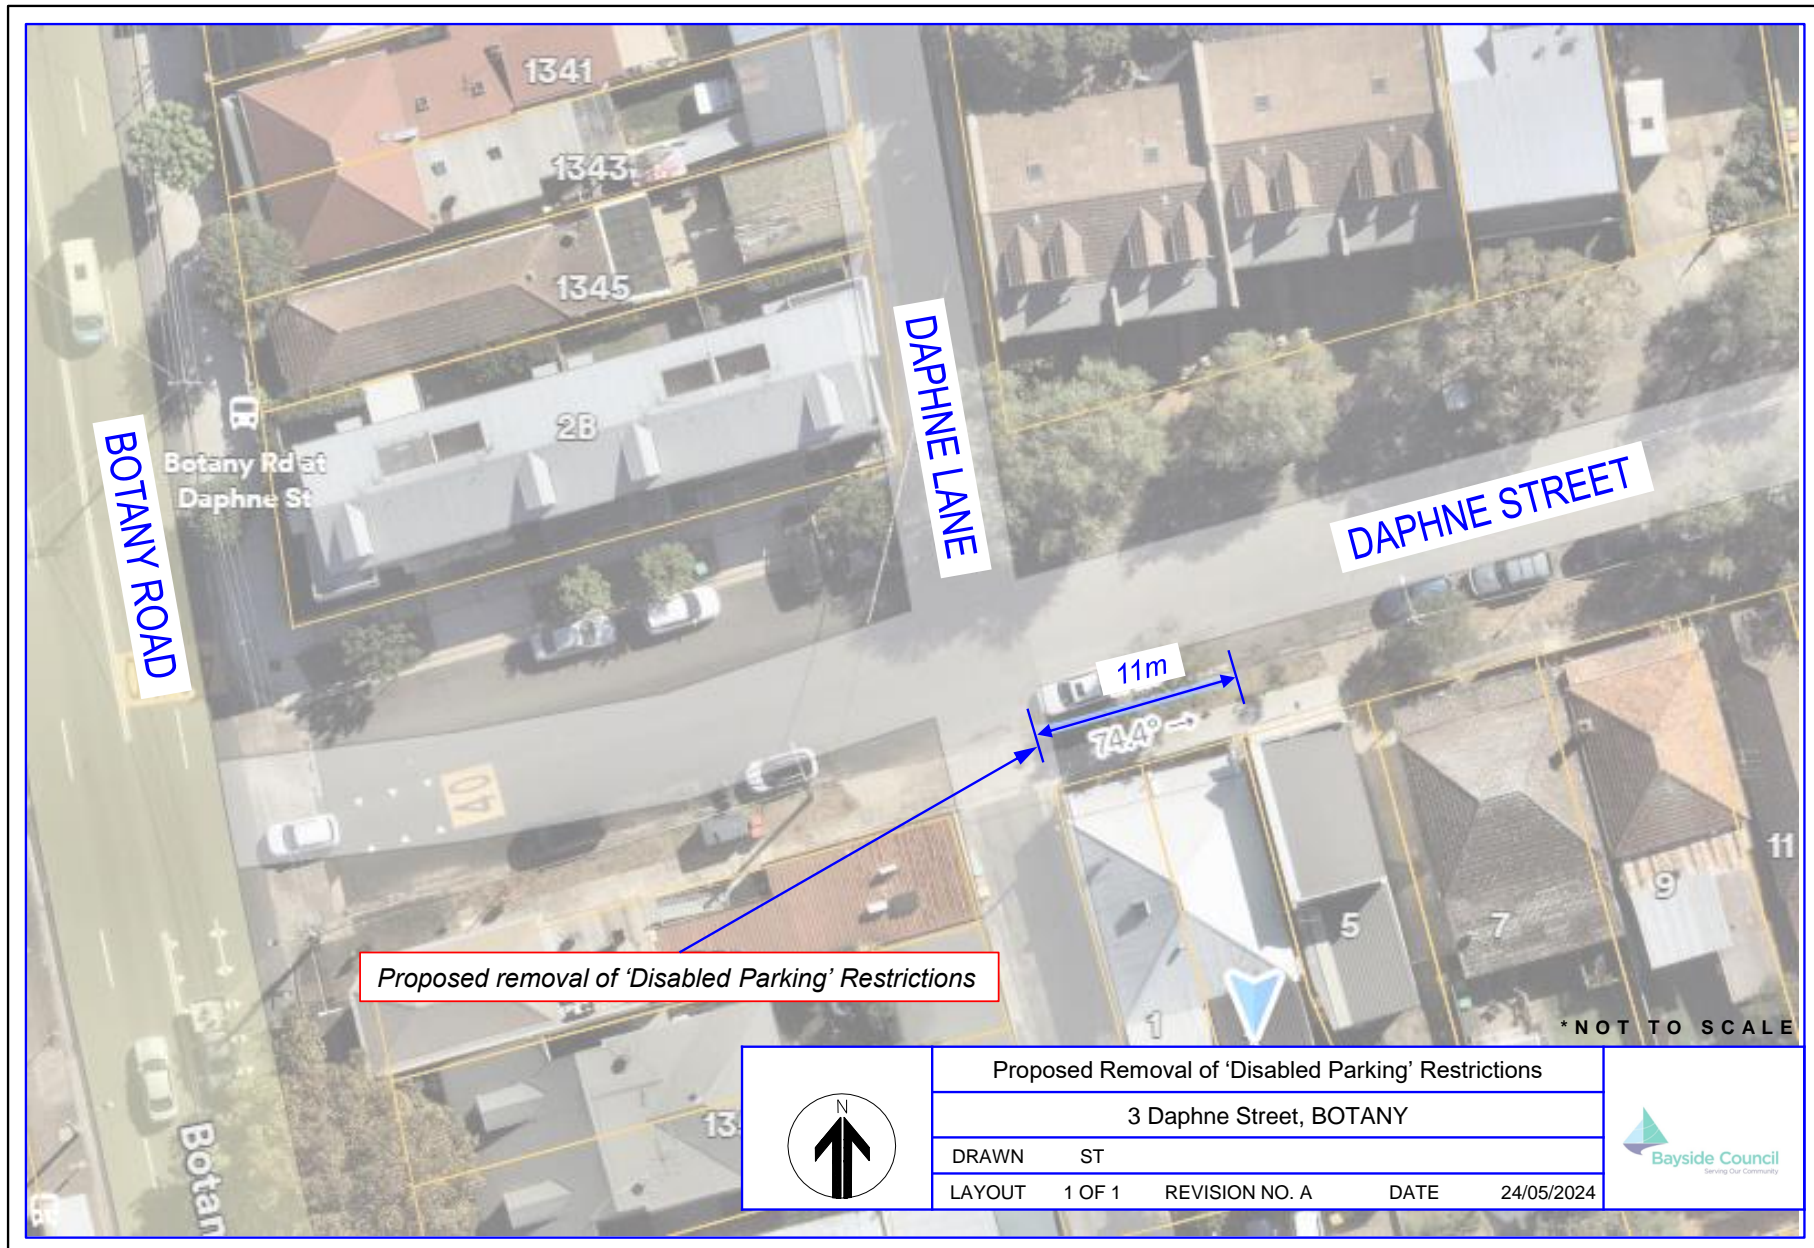 1341
1343
1345
2B
Botany Rd at
Daphne St
BOTANY ROAD
DAPHNE LANE
DAPHNE STREET
11m
74.4° →
40
11
9
7
5
1
Proposed removal of ‘Disabled Parking’ Restrictions
*NOT TO SCALE
Botan
13
N
Proposed Removal of ‘Disabled Parking’ Restrictions
3 Daphne Street, BOTANY
DRAWN ST
LAYOUT 1 OF 1 REVISION NO. A DATE 24/05/2024
Bayside Council
Serving Our Community